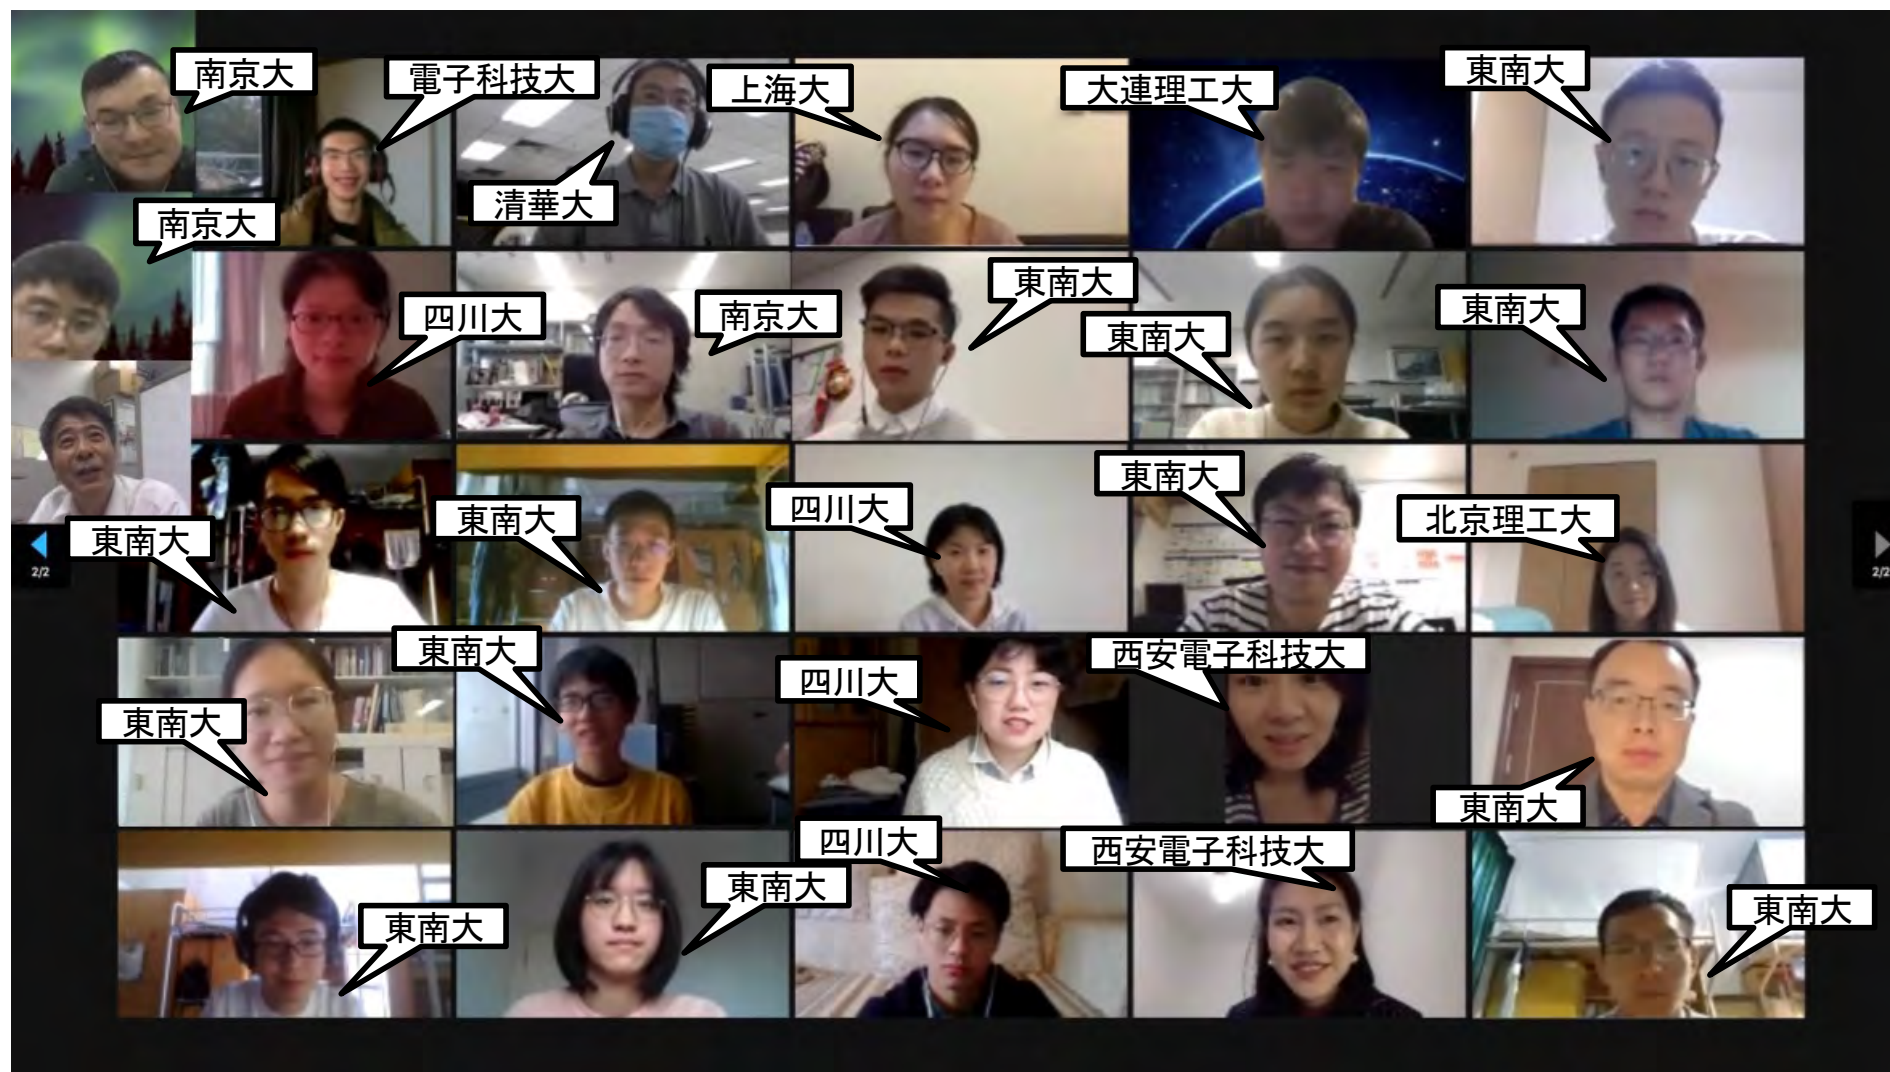 南京大
電子科技大
清華大
上海大
大連理工大
東南大
南京大
四川大
南京大
東南大
東南大
東南大
東南大
東南大
四川大
東南大
北京理工大
2/2
2/2
東南大
東南大
四川大
西安電子科技大
東南大
東南大
東南大
四川大
西安電子科技大
東南大